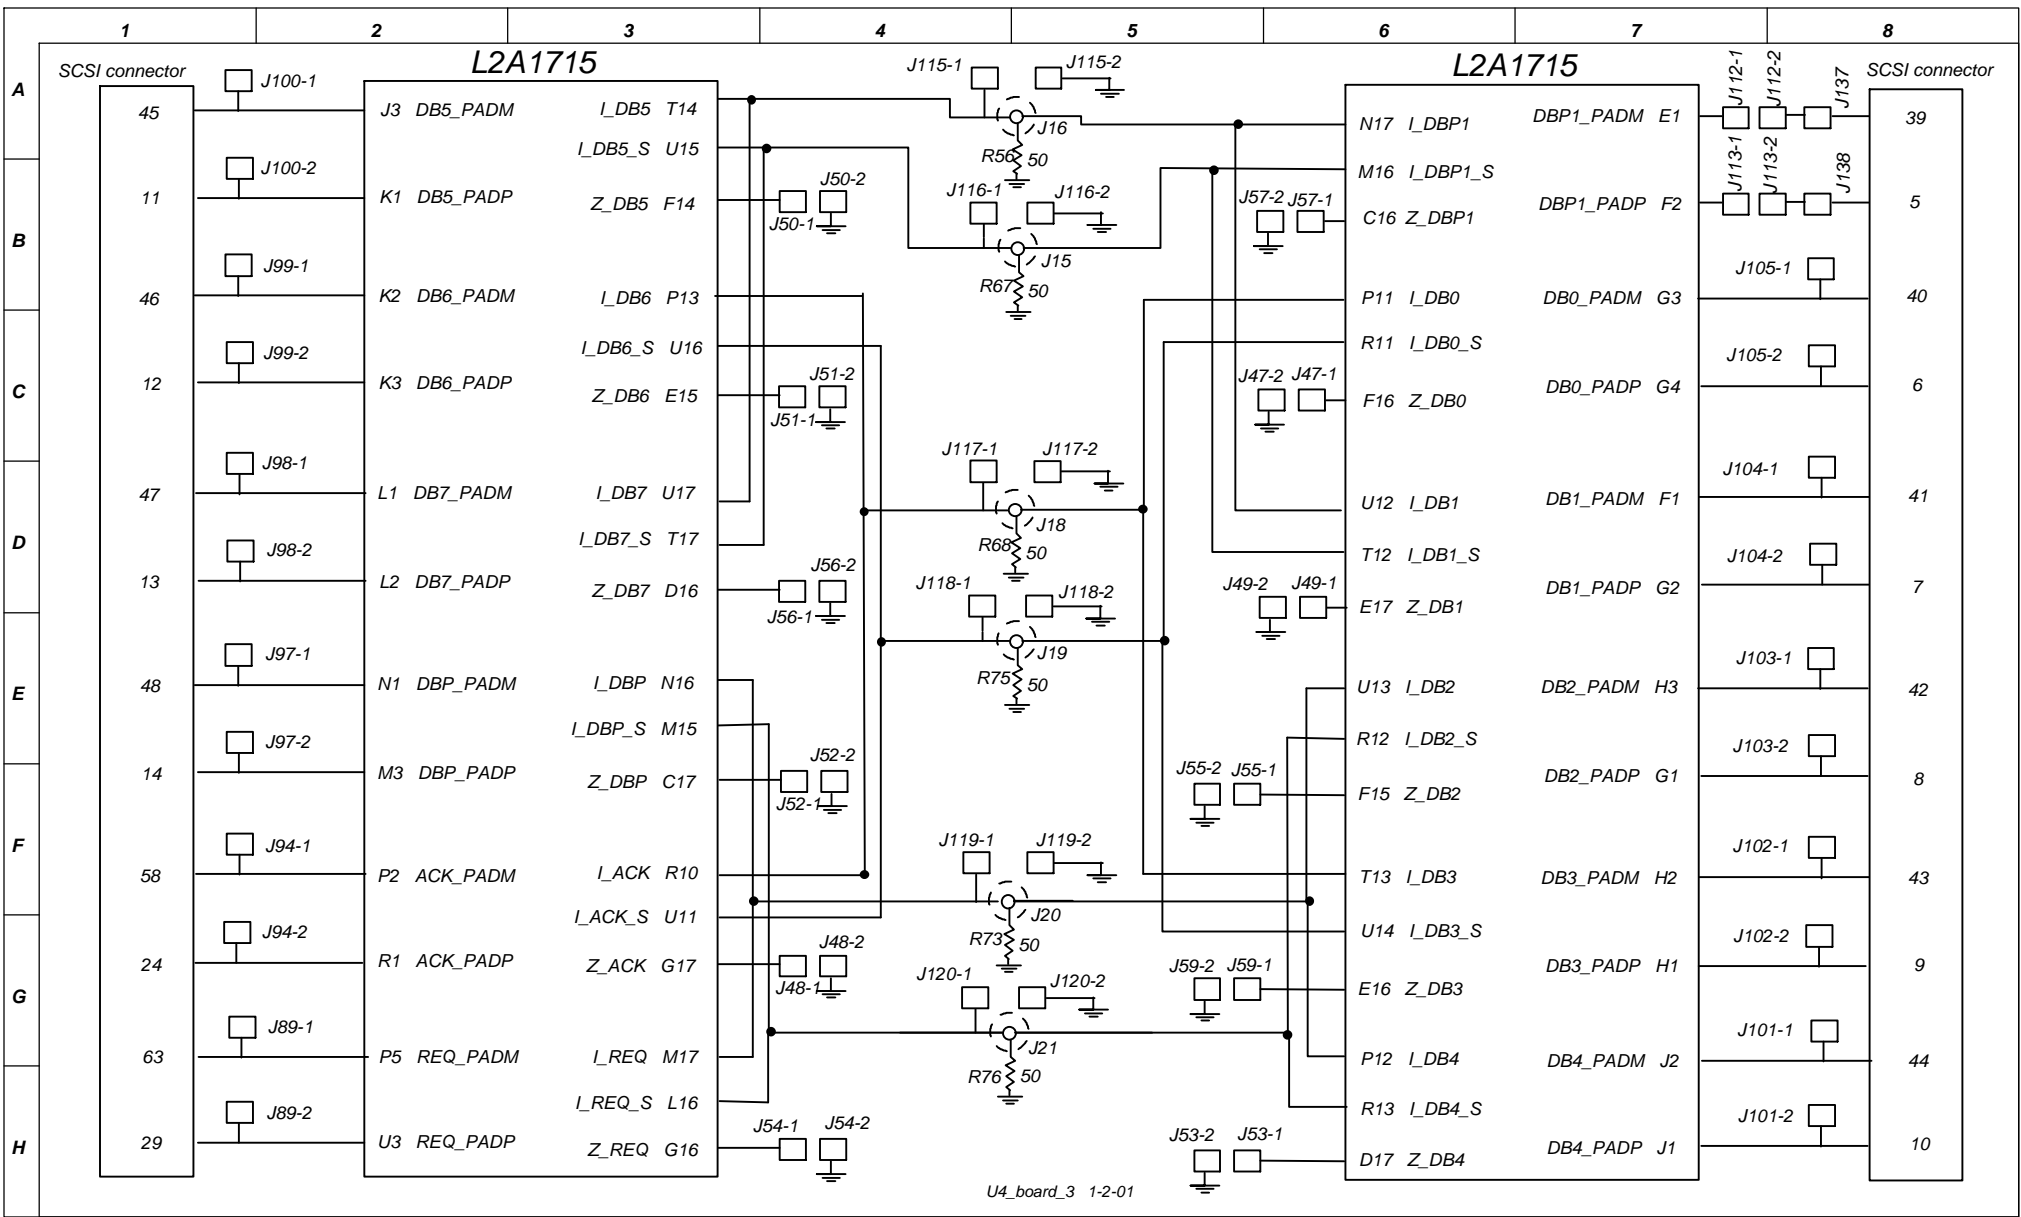 1 2 3 4 5 6 7 8
A
B
C
D
E
F
G
H
SCSI connector
45
11
46
12
47
13
48
14
58
24
63
29
J100-1
J100-2
J99-1
J99-2
J98-1
J98-2
J97-1
J97-2
J94-1
J94-2
J89-1
J89-2
L2A1715
J3 DB5_PADM
K1 DB5_PADP
K2 DB6_PADM
K3 DB6_PADP
L1 DB7_PADM
L2 DB7_PADP
N1 DBP_PADM
M3 DBP_PADP
P2 ACK_PADM
R1 ACK_PADP
P5 REQ_PADM
U3 REQ_PADP
I_DB5 T14
I_DB5_S U15
Z_DB5 F14
I_DB6 P13
I_DB6_S U16
Z_DB6 E15
I_DB7 U17
I_DB7_S T17
Z_DB7 D16
I_DBP N16
I_DBP_S M15
Z_DBP C17
I_ACK R10
I_ACK_S U11
Z_ACK G17
I_REQ M17
I_REQ_S L16
Z_REQ G16
J50-2
J50-1
J51-2
J51-1
J56-2
J56-1
J52-2
J52-1
J48-2
J48-1
J54-1 J54-2
J115-1 J115-2
J16
R56 50
J116-1 J116-2
J15
R67 50
J117-1 J117-2
J18
R68 50
J118-1 J118-2
J19
R75 50
J119-1 J119-2
J20
R73 50
J120-1 J120-2
J21
R76 50
J57-2 J57-1
J47-2 J47-1
J49-2 J49-1
J55-2 J55-1
J59-2 J59-1
J53-2 J53-1
L2A1715
N17 I_DBP1
M16 I_DBP1_S
C16 Z_DBP1
P11 I_DB0
R11 I_DB0_S
F16 Z_DB0
U12 I_DB1
T12 I_DB1_S
E17 Z_DB1
U13 I_DB2
R12 I_DB2_S
F15 Z_DB2
T13 I_DB3
U14 I_DB3_S
E16 Z_DB3
P12 I_DB4
R13 I_DB4_S
D17 Z_DB4
DBP1_PADM E1
DBP1_PADP F2
DB0_PADM G3
DB0_PADP G4
DB1_PADM F1
DB1_PADP G2
DB2_PADM H3
DB2_PADP G1
DB3_PADM H2
DB3_PADP H1
DB4_PADM J2
DB4_PADP J1
J112-1
J112-2
J137
J113-1
J113-2
J138
J105-1
J105-2
J104-1
J104-2
J103-1
J103-2
J102-1
J102-2
J101-1
J101-2
SCSI connector
39
5
40
6
41
7
42
8
43
9
44
10
U4_board_3 1-2-01